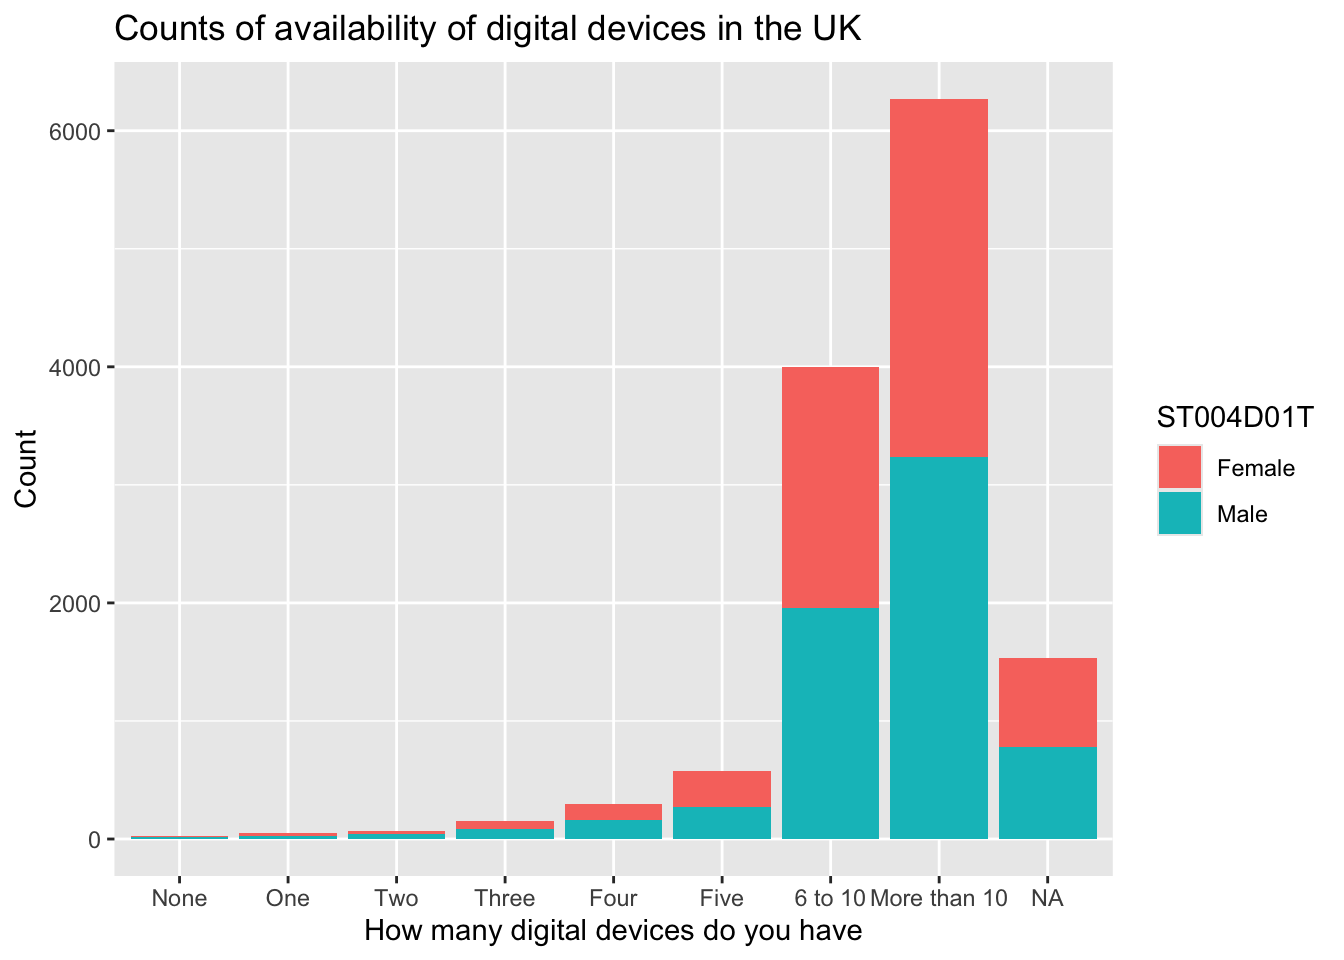 Counts of availability of digital devices in the UK
6000
4000
2000
0
Count
None One Two Three Four Five 6 to 10 More than 10 NA
How many digital devices do you have
ST004D01T
Female
Male